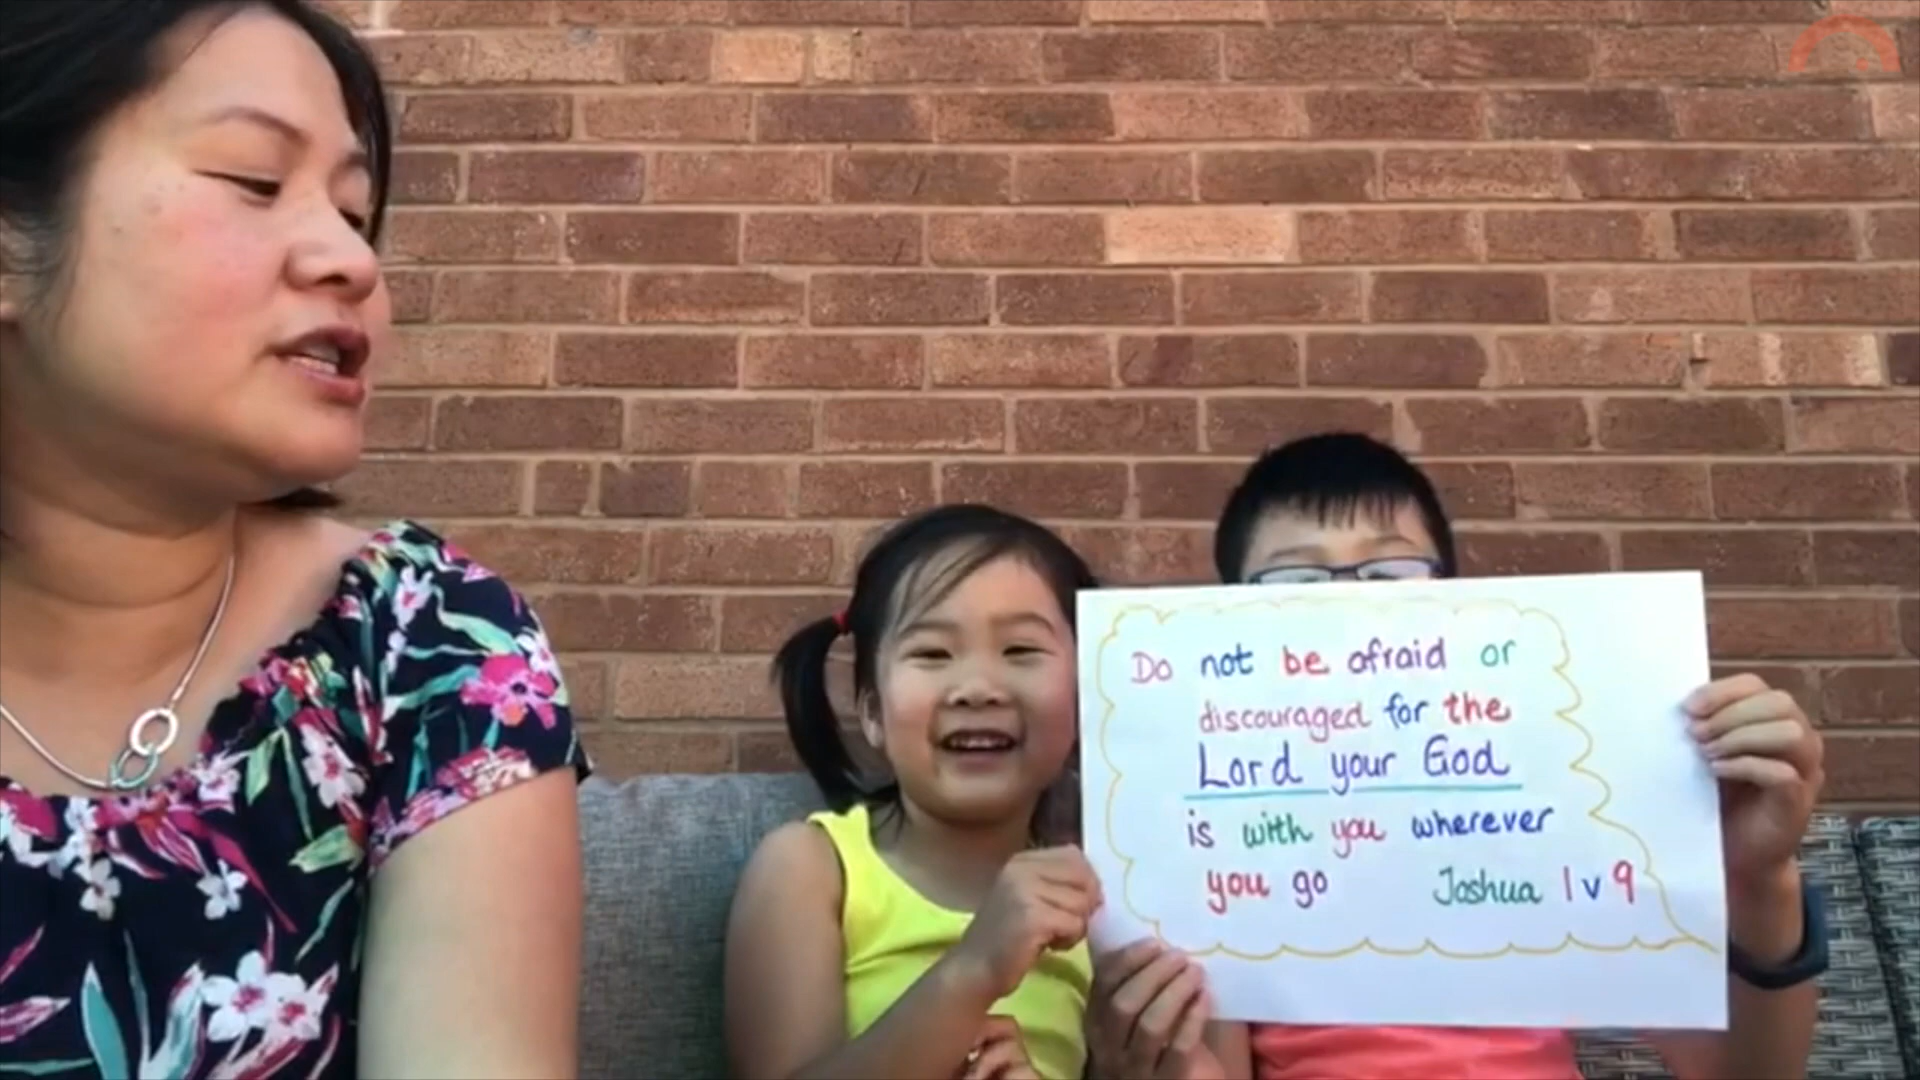 Do not be afraid or
discouraged for the
Lord your God
is with you wherever
you go Joshua 1 v 9